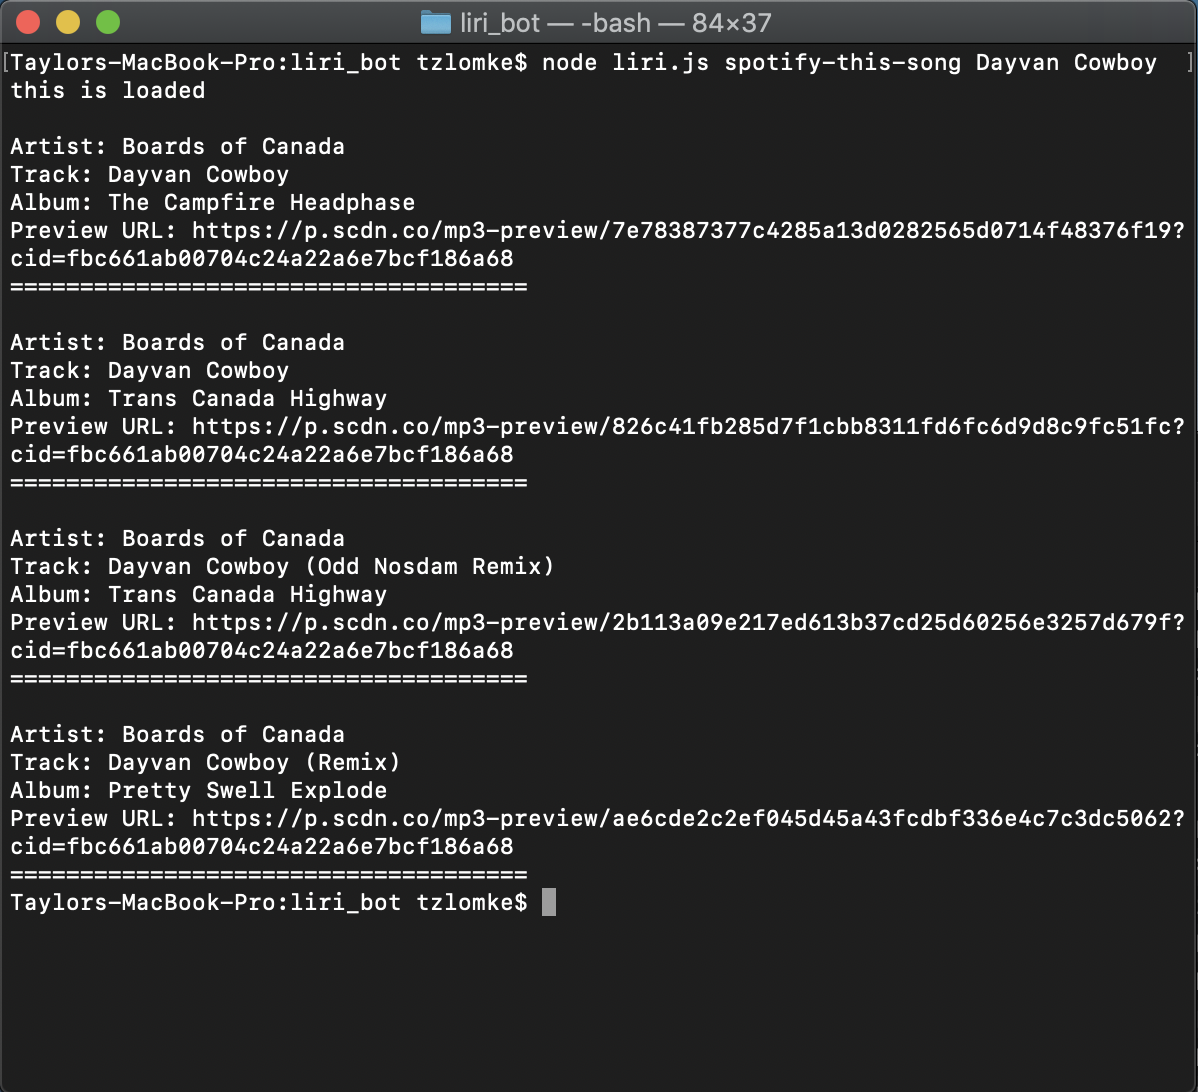 liri_bot — -bash — 84×37
[Taylors-MacBook-Pro:liri_bot tzlomke$ node liri.js spotify-this-song Dayvan Cowboy ]
this is loaded
Artist: Boards of Canada
Track: Dayvan Cowboy
Album: The Campfire Headphase
Preview URL: https://p.scdn.co/mp3-preview/7e78387377c4285a13d0282565d0714f48376f19?
cid=fbc661ab00704c24a22a6e7bcf186a68
=====================================
Artist: Boards of Canada
Track: Dayvan Cowboy
Album: Trans Canada Highway
Preview URL: https://p.scdn.co/mp3-preview/826c41fb285d7f1cbb8311fd6fc6d9d8c9fc51fc?
cid=fbc661ab00704c24a22a6e7bcf186a68
=====================================
Artist: Boards of Canada
Track: Dayvan Cowboy (Odd Nosdam Remix)
Album: Trans Canada Highway
Preview URL: https://p.scdn.co/mp3-preview/2b113a09e217ed613b37cd25d60256e3257d679f?
cid=fbc661ab00704c24a22a6e7bcf186a68
=====================================
Artist: Boards of Canada
Track: Dayvan Cowboy (Remix)
Album: Pretty Swell Explode
Preview URL: https://p.scdn.co/mp3-preview/ae6cde2c2ef045d45a43fcdbf336e4c7c3dc5062?
cid=fbc661ab00704c24a22a6e7bcf186a68
=====================================
Taylors-MacBook-Pro:liri_bot tzlomke$